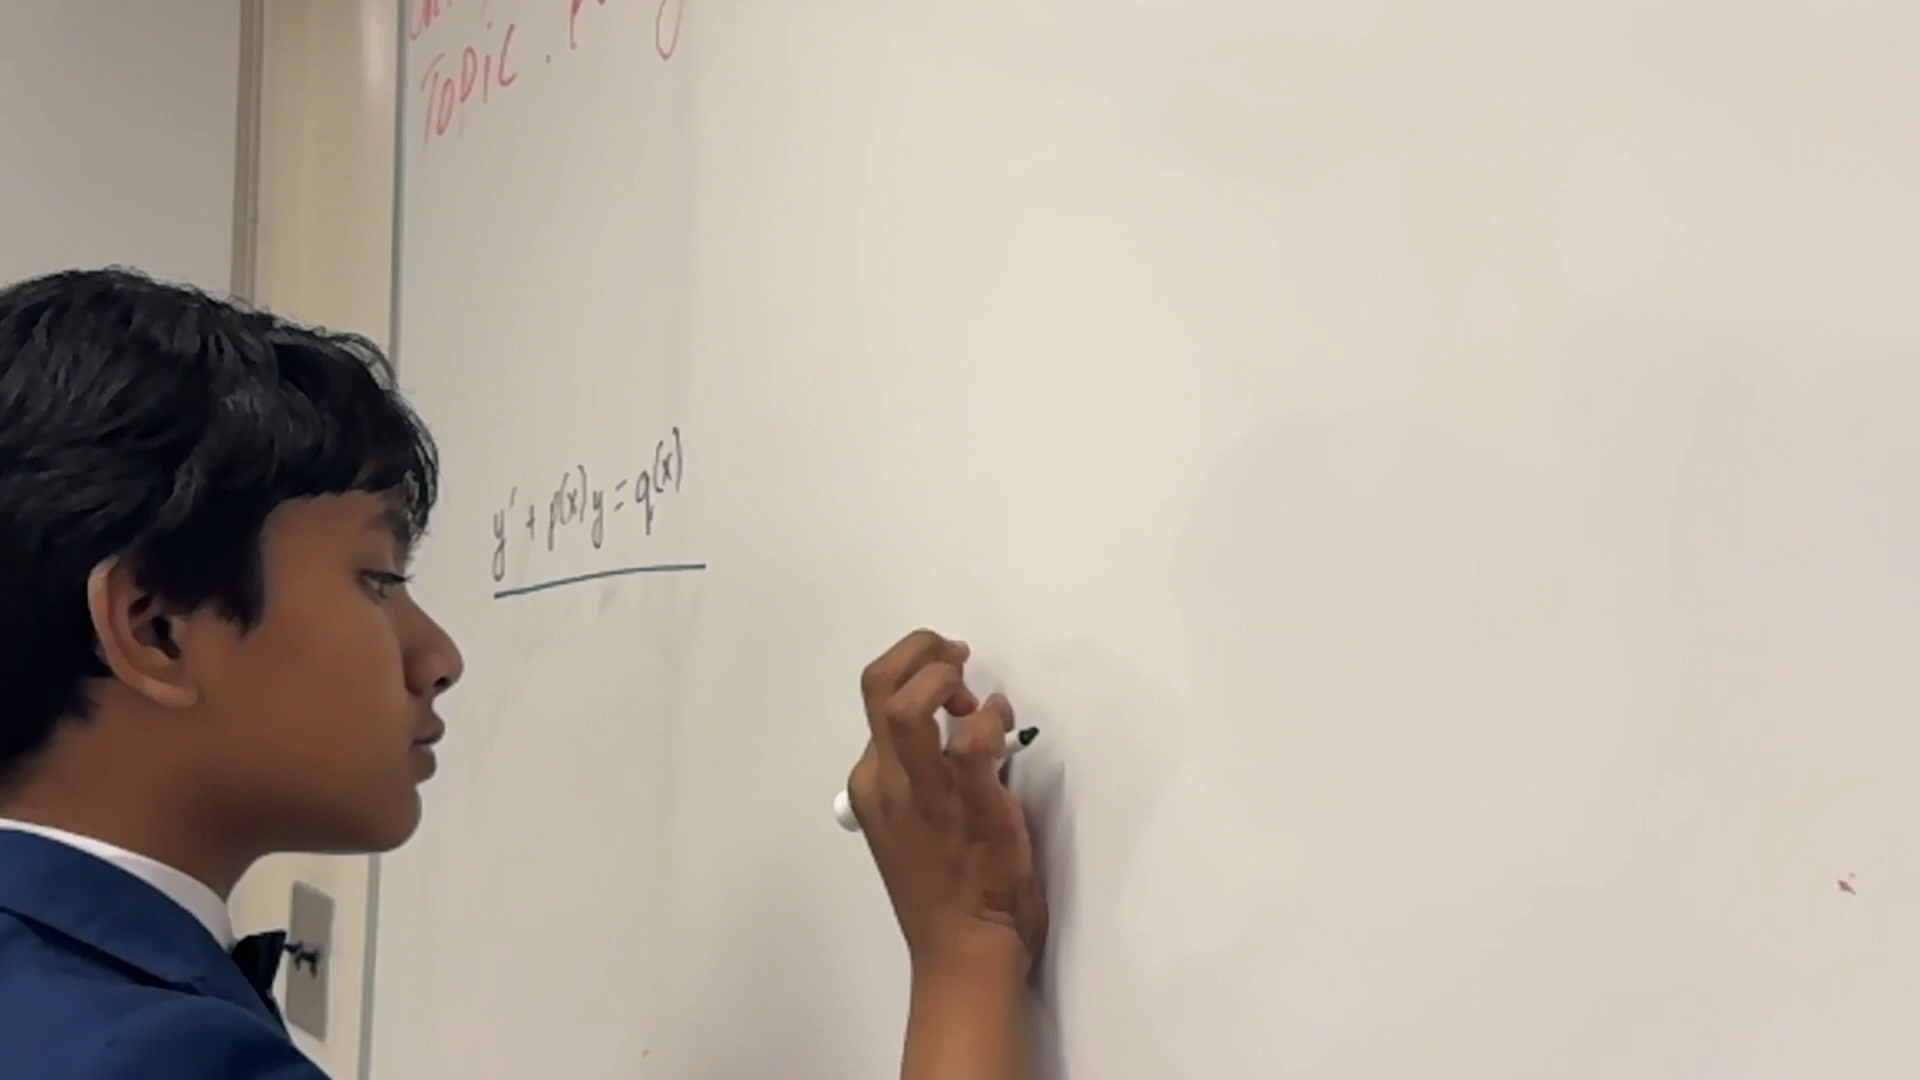 Topic.
y' + p(x)y = q(x)